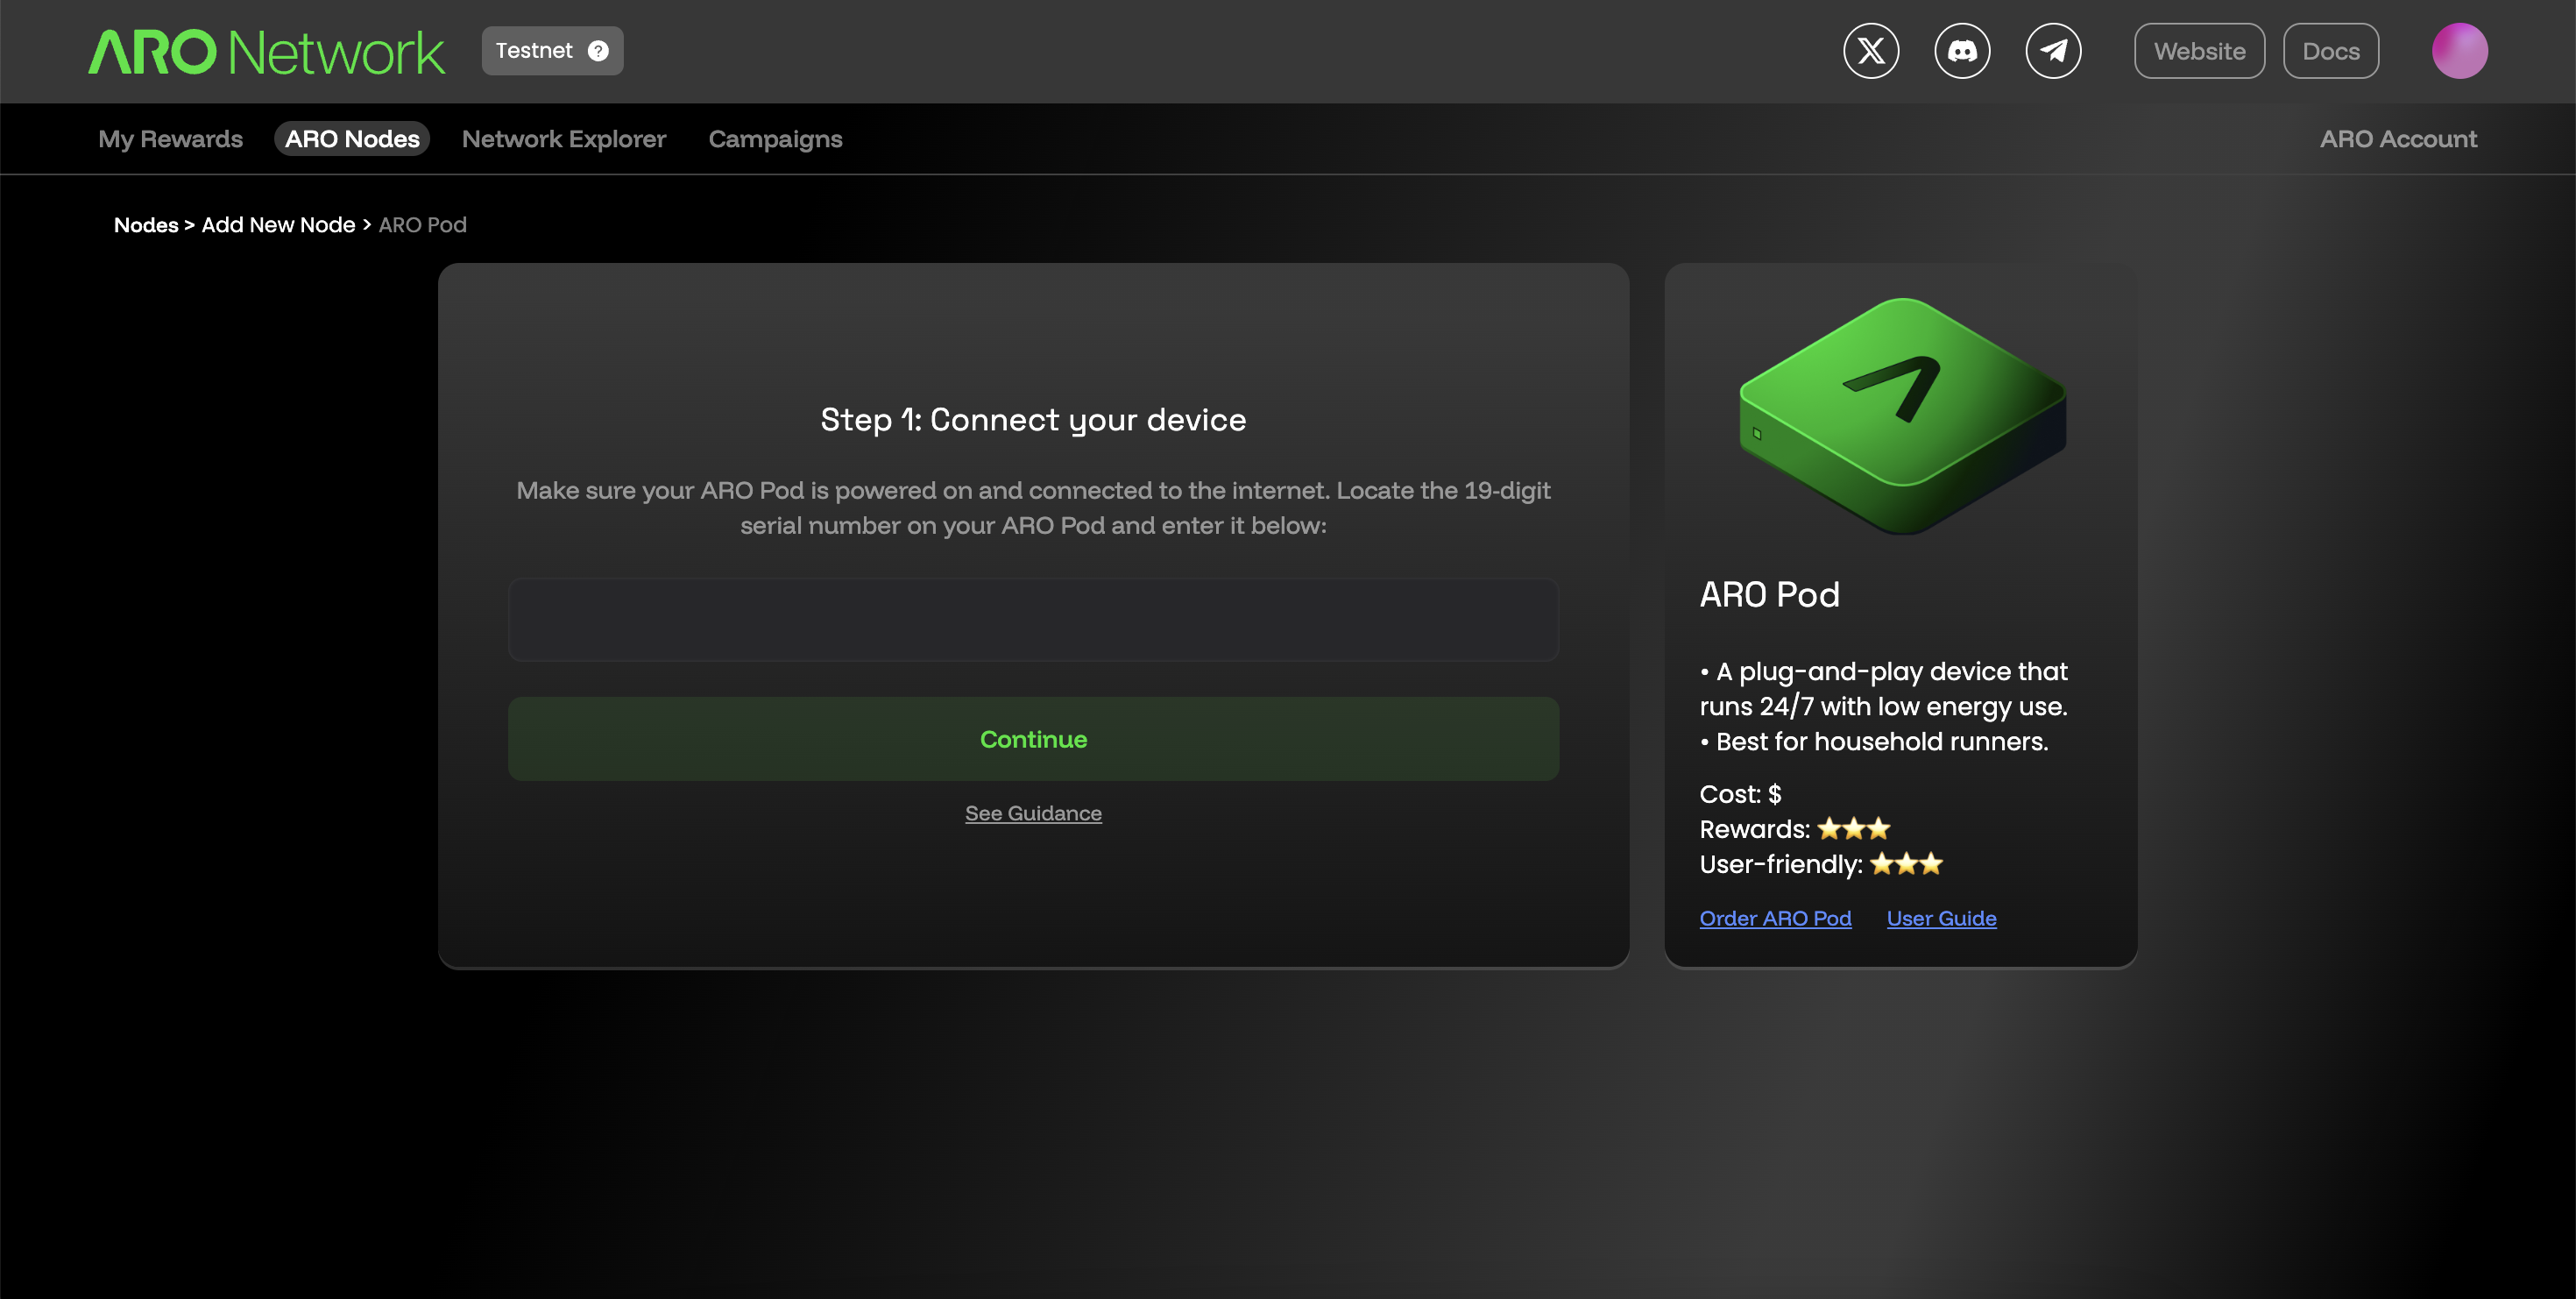 ARO Network
Testnet ?
Website
Docs
My Rewards
ARO Nodes
Network Explorer
Campaigns
ARO Account
Nodes > Add New Node > ARO Pod
Step 1: Connect your device
Make sure your ARO Pod is powered on and connected to the internet. Locate the 19-digit
serial number on your ARO Pod and enter it below:
Continue
See Guidance
ARO Pod
• A plug-and-play device that
runs 24/7 with low energy use.
• Best for household runners.
Cost: $
Rewards: ⭐⭐⭐
User-friendly: ⭐⭐⭐
Order ARO Pod
User Guide